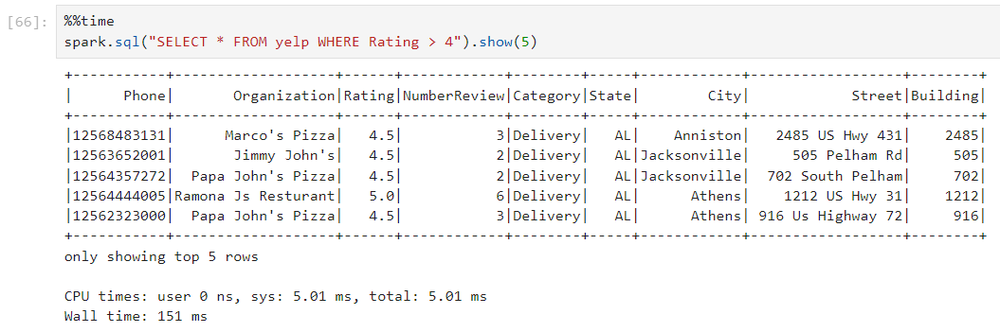 [66]: %%time
spark.sql("SELECT * FROM yelp WHERE Rating > 4").show(5)
+-----------+-----------------+------+------------+--------+-----+------------+-----------------+--------+
|      Phone|     Organization|Rating|NumberReview|Category|State|        City|           Street|Building|
+-----------+-----------------+------+------------+--------+-----+------------+-----------------+--------+
|12568483131|    Marco's Pizza|   4.5|           3|Delivery|   AL|    Anniston|  2485 US Hwy 431|    2485|
|12563652001|     Jimmy John's|   4.5|           2|Delivery|   AL|Jacksonville|    505 Pelham Rd|     505|
|12564357272| Papa John's Pizza|   4.5|           2|Delivery|   AL|Jacksonville| 702 South Pelham|     702|
|12564444005|Ramona Js Resturant|   5.0|           6|Delivery|   AL|      Athens|   1212 US Hwy 31|    1212|
|12562323000| Papa John's Pizza|   4.5|           3|Delivery|   AL|      Athens|916 Us Highway 72|     916|
+-----------+-----------------+------+------------+--------+-----+------------+-----------------+--------+
only showing top 5 rows
CPU times: user 0 ns, sys: 5.01 ms, total: 5.01 ms
Wall time: 151 ms